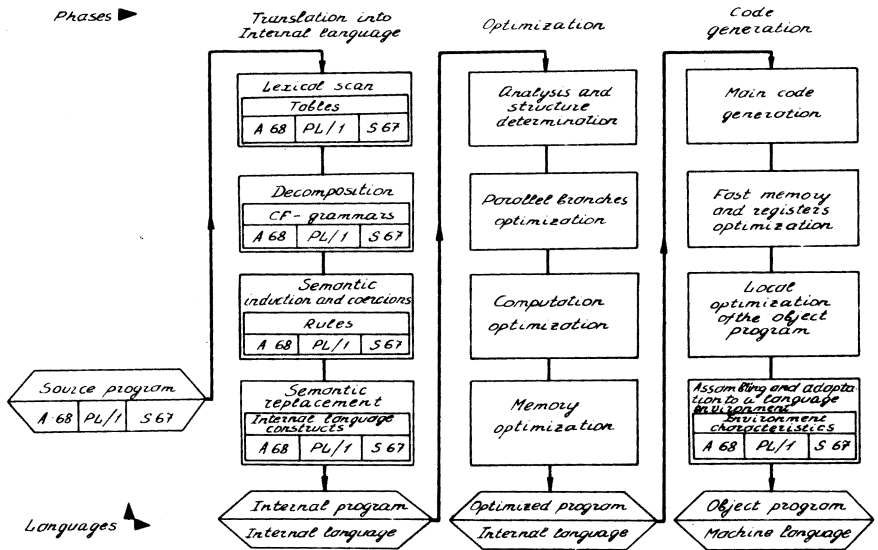 Phases
Translation into
Internal language
Optimization
Code
generation
Lexical scan
Tables
A 68 PL/1 S 67
Decomposition
CF- grammars
A 68 PL/1 S 67
Semantic
induction and coercions
Rules
A 68 PL/1 S 67
Semantic
replacement
Internal language
constructs
A 68 PL/1 S 67
Source program
A 68 PL/1 S 67
Internal program
Internal language
Analysis and
structure
determination
Parallel branches
optimization
Computation
optimization
Memory
optimization
Optimized program
Internal language
Main code
generation
Fast memory
and registers
optimization
Local
optimization
of the object
program
Assambling and adapta-
tion to a language
environment
Environment
characteristics
A 68 PL/1 S 67
Object program
Machine language
Languages